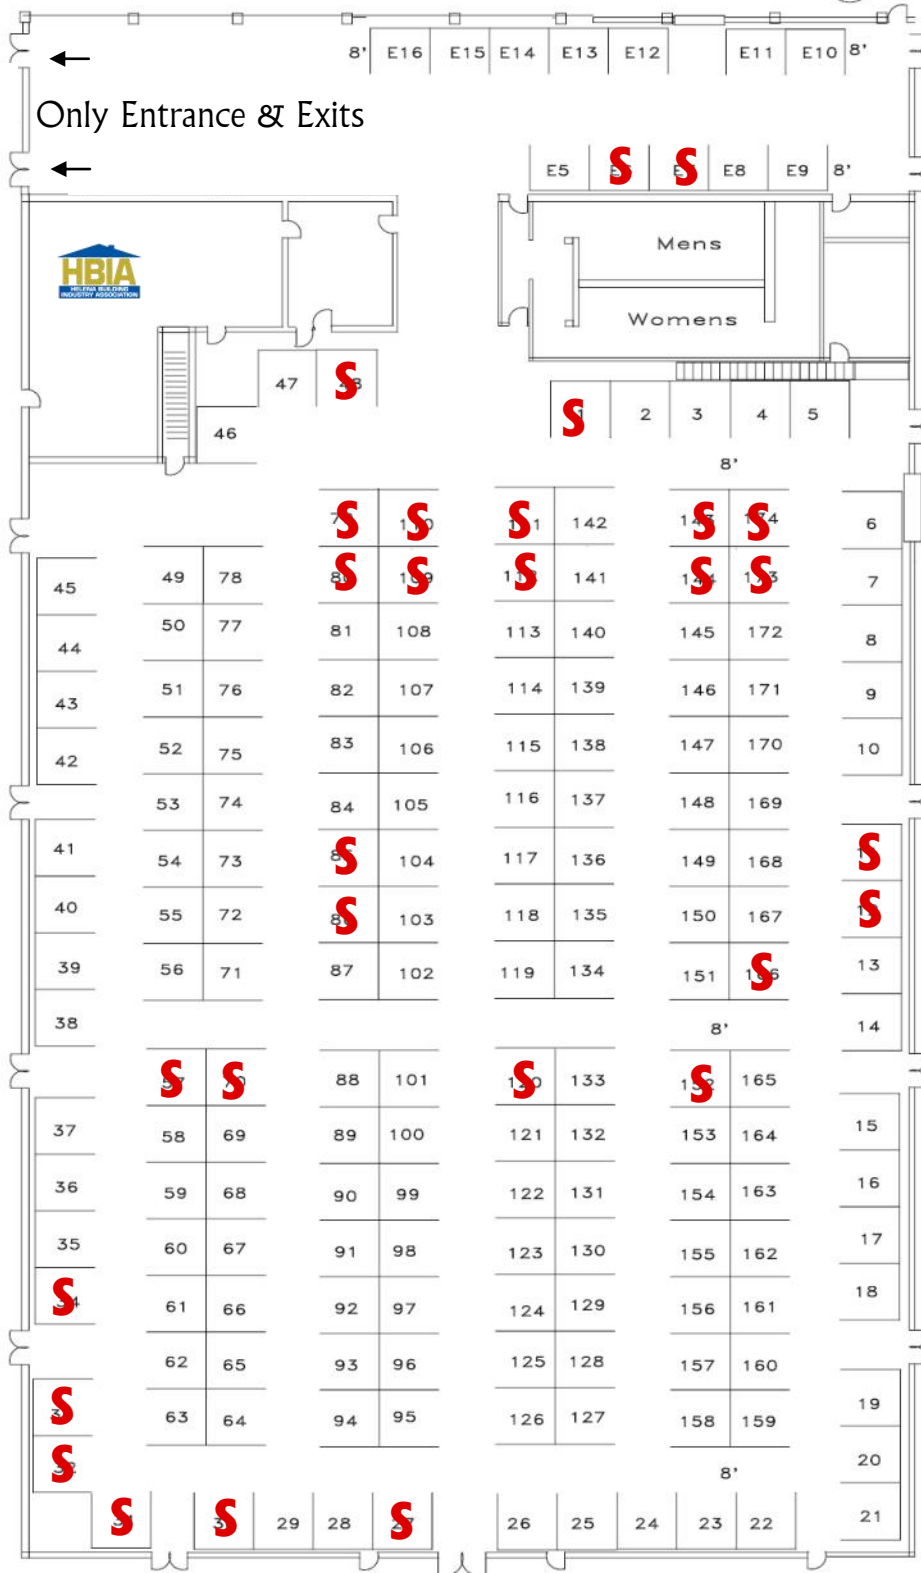 8' E16 E15 E14 E13 E12 E11 E10 8'
Only Entrance & Exits
E5 S S E8 E9 8'
Mens
HBIA
HELENA BUILDING
INDUSTRY ASSOCIATION
Womens
47 S
46
S 2 3 4 5
8'
S S S 142 S S 6
45 49 78 S S S 141 S S 7
44 50 77 81 108 113 140 145 172 8
43 51 76 82 107 114 139 146 171 9
42 52 75 83 106 115 138 147 170 10
53 74 84 105 116 137 148 169
41 54 73 S 104 117 136 149 168 S
40 55 72 S 103 118 135 150 167 S
39 56 71 87 102 119 134 151 S 13
38 8' 14
S S 88 101 S 133 S 165
37 58 69 89 100 121 132 153 164 15
36 59 68 90 99 122 131 154 163 16
35 60 67 91 98 123 130 155 162 17
S 61 66 92 97 124 129 156 161 18
62 65 93 96 125 128 157 160
S 63 64 94 95 126 127 158 159 19
S 8' 20
S S 29 28 S 26 25 24 23 22 21